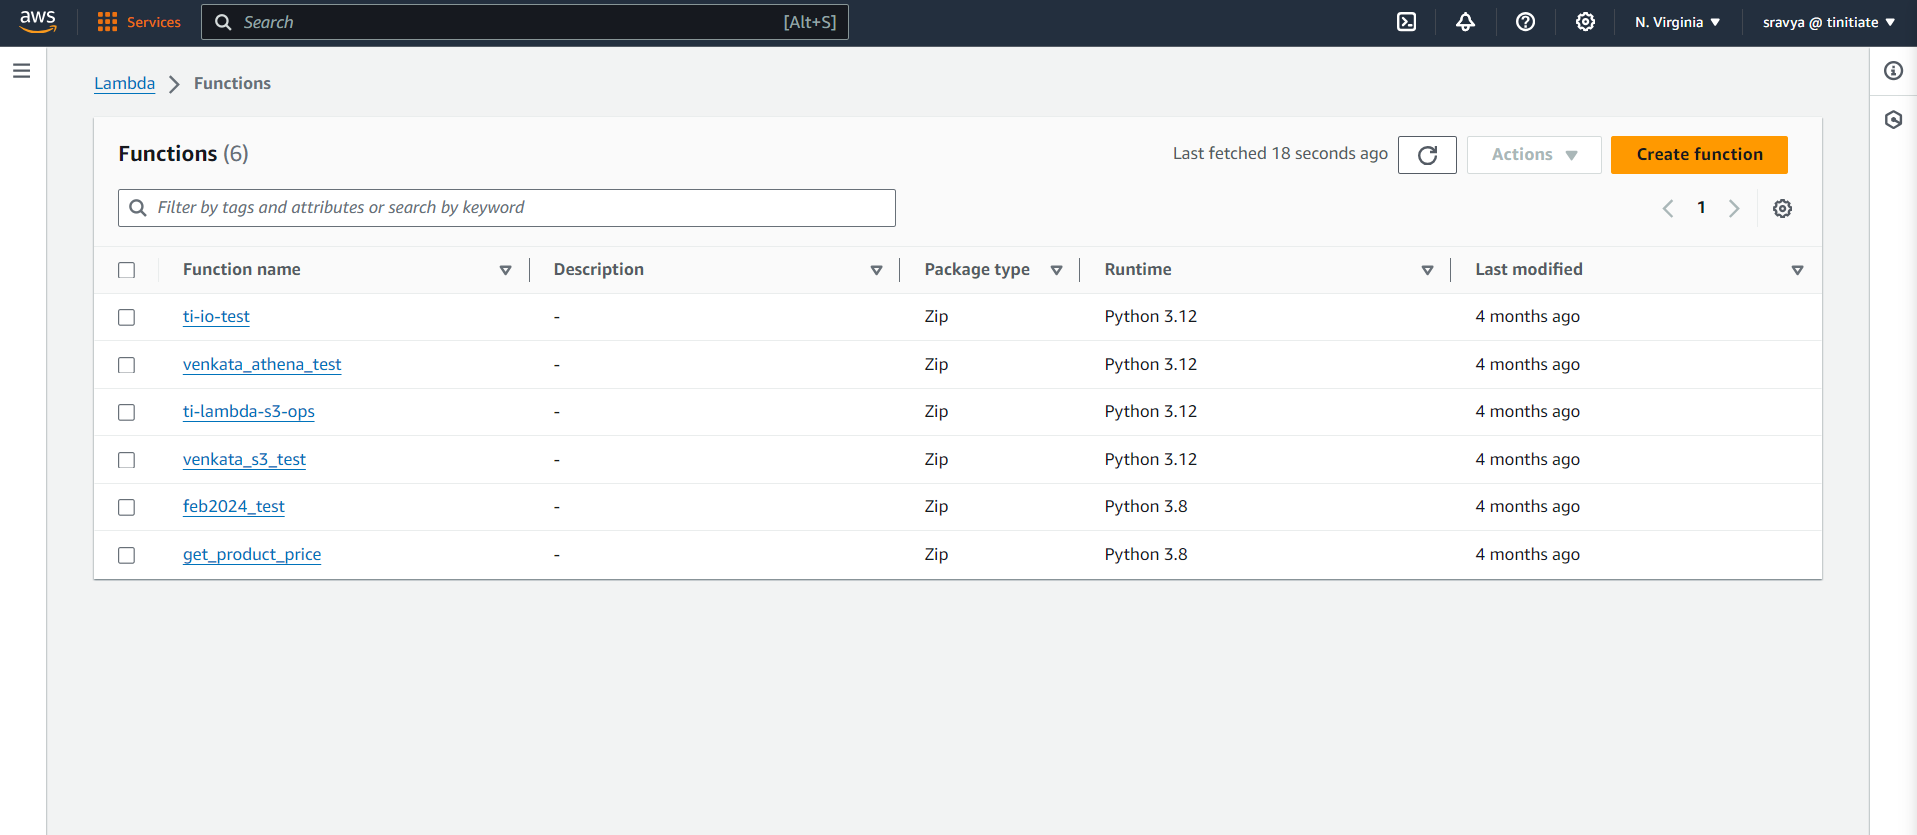 aws Services Search [Alt+S] N. Virginia sravya @ tinitiate
Lambda Functions
Functions (6) Last fetched 18 seconds ago Actions Create function
Filter by tags and attributes or search by keyword 1
Function name Description Package type Runtime Last modified
ti-io-test - Zip Python 3.12 4 months ago
venkata_athena_test - Zip Python 3.12 4 months ago
ti-lambda-s3-ops - Zip Python 3.12 4 months ago
venkata_s3_test - Zip Python 3.12 4 months ago
feb2024_test - Zip Python 3.8 4 months ago
get_product_price - Zip Python 3.8 4 months ago